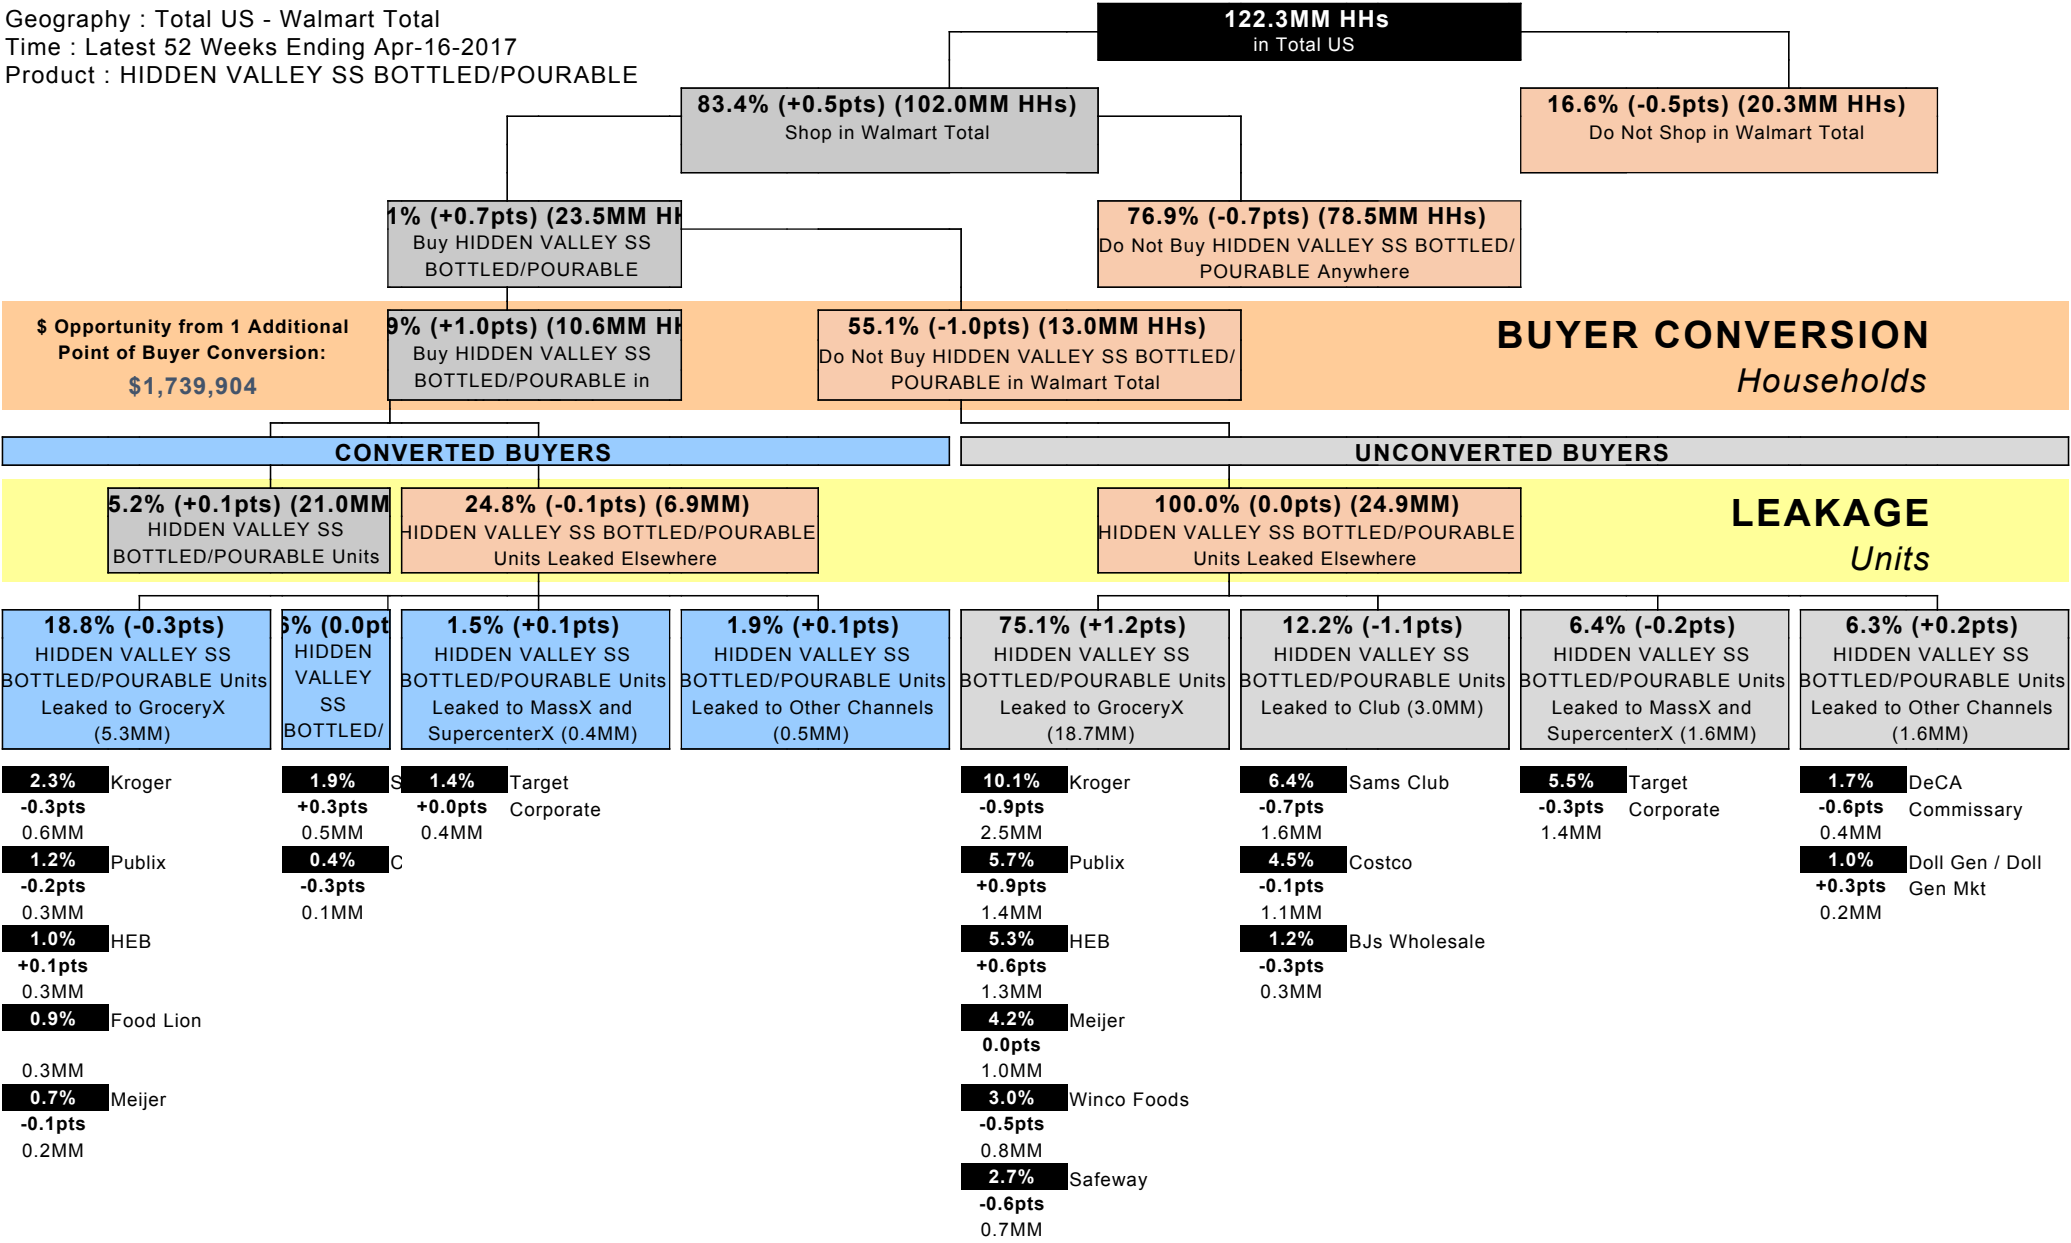 Geography : Total US - Walmart Total
Time : Latest 52 Weeks Ending Apr-16-2017
Product : HIDDEN VALLEY SS BOTTLED/POURABLE
122.3MM HHs
in Total US
83.4% (+0.5pts) (102.0MM HHs)
Shop in Walmart Total
16.6% (-0.5pts) (20.3MM HHs)
Do Not Shop in Walmart Total
1% (+0.7pts) (23.5MM HH
Buy HIDDEN VALLEY SS
BOTTLED/POURABLE
76.9% (-0.7pts) (78.5MM HHs)
Do Not Buy HIDDEN VALLEY SS BOTTLED/
POURABLE Anywhere
$ Opportunity from 1 Additional
Point of Buyer Conversion:
$1,739,904
9% (+1.0pts) (10.6MM HH
Buy HIDDEN VALLEY SS
BOTTLED/POURABLE in
55.1% (-1.0pts) (13.0MM HHs)
Do Not Buy HIDDEN VALLEY SS BOTTLED/
POURABLE in Walmart Total
BUYER CONVERSION
Households
CONVERTED BUYERS
UNCONVERTED BUYERS
5.2% (+0.1pts) (21.0MM
HIDDEN VALLEY SS
BOTTLED/POURABLE Units
24.8% (-0.1pts) (6.9MM)
HIDDEN VALLEY SS BOTTLED/POURABLE
Units Leaked Elsewhere
100.0% (0.0pts) (24.9MM)
HIDDEN VALLEY SS BOTTLED/POURABLE
Units Leaked Elsewhere
LEAKAGE
Units
18.8% (-0.3pts)
HIDDEN VALLEY SS
BOTTLED/POURABLE Units
Leaked to GroceryX
(5.3MM)
6% (0.0pt
HIDDEN
VALLEY
SS
BOTTLED/
1.5% (+0.1pts)
HIDDEN VALLEY SS
BOTTLED/POURABLE Units
Leaked to MassX and
SupercenterX (0.4MM)
1.9% (+0.1pts)
HIDDEN VALLEY SS
BOTTLED/POURABLE Units
Leaked to Other Channels
(0.5MM)
75.1% (+1.2pts)
HIDDEN VALLEY SS
BOTTLED/POURABLE Units
Leaked to GroceryX
(18.7MM)
12.2% (-1.1pts)
HIDDEN VALLEY SS
BOTTLED/POURABLE Units
Leaked to Club (3.0MM)
6.4% (-0.2pts)
HIDDEN VALLEY SS
BOTTLED/POURABLE Units
Leaked to MassX and
SupercenterX (1.6MM)
6.3% (+0.2pts)
HIDDEN VALLEY SS
BOTTLED/POURABLE Units
Leaked to Other Channels
(1.6MM)
2.3% Kroger
-0.3pts
0.6MM
1.2% Publix
-0.2pts
0.3MM
1.0% HEB
+0.1pts
0.3MM
0.9% Food Lion
0.3MM
0.7% Meijer
-0.1pts
0.2MM
1.9% S
+0.3pts
0.5MM
0.4% C
-0.3pts
0.1MM
1.4% Target
+0.0pts Corporate
0.4MM
10.1% Kroger
-0.9pts
2.5MM
5.7% Publix
+0.9pts
1.4MM
5.3% HEB
+0.6pts
1.3MM
4.2% Meijer
0.0pts
1.0MM
3.0% Winco Foods
-0.5pts
0.8MM
2.7% Safeway
-0.6pts
0.7MM
6.4% Sams Club
-0.7pts
1.6MM
4.5% Costco
-0.1pts
1.1MM
1.2% BJs Wholesale
-0.3pts
0.3MM
5.5% Target
-0.3pts Corporate
1.4MM
1.7% DeCA
-0.6pts Commissary
0.4MM
1.0% Doll Gen / Doll
+0.3pts Gen Mkt
0.2MM